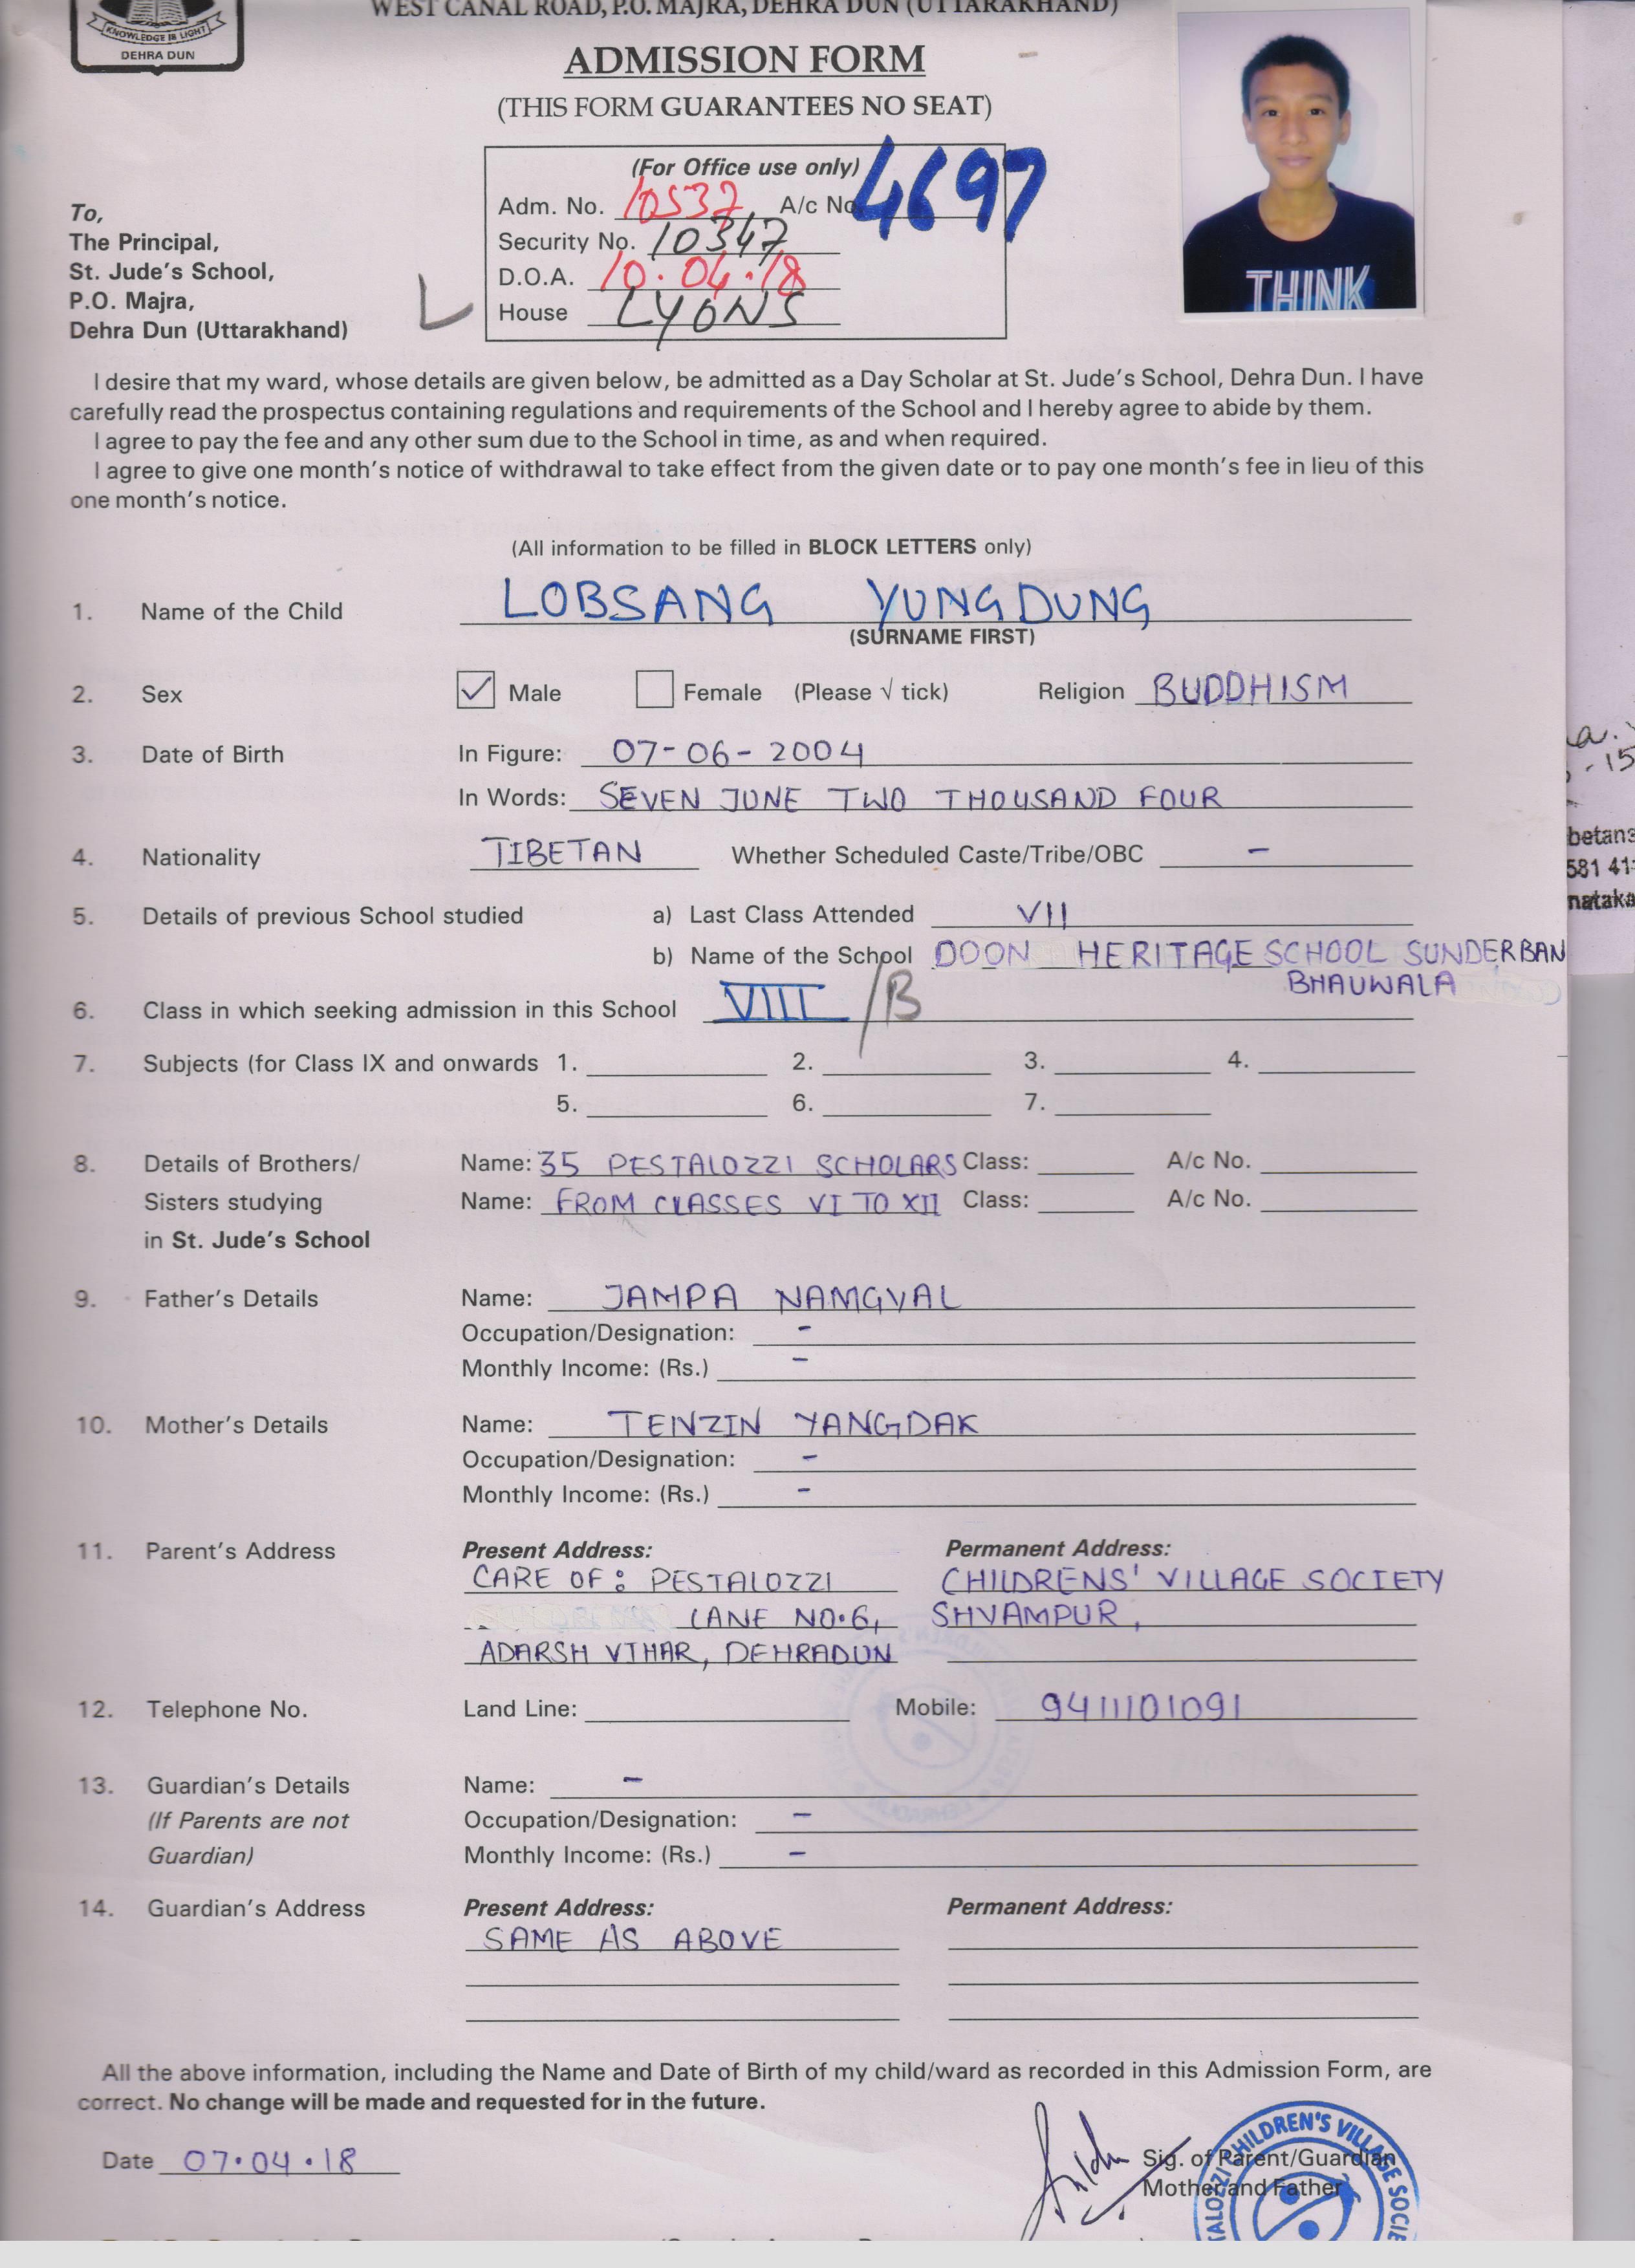 WEST CANAL ROAD, P.O. MAJRA, DEHRA DUN (UTTARAKHAND)
KNOWLEDGE IS LIGHT
DEHRA DUN
ADMISSION FORM
(THIS FORM GUARANTEES NO SEAT)
(For Office use only)
Adm. No. 10537 A/c No. 4697
Security No. 10347
D.O.A. 10.04.18
House LYONS
THINK
To,
The Principal,
St. Jude's School,
P.O. Majra,
Dehra Dun (Uttarakhand)
I desire that my ward, whose details are given below, be admitted as a Day Scholar at St. Jude's School, Dehra Dun. I have
carefully read the prospectus containing regulations and requirements of the School and I hereby agree to abide by them.
I agree to pay the fee and any other sum due to the School in time, as and when required.
I agree to give one month's notice of withdrawal to take effect from the given date or to pay one month's fee in lieu of this
one month's notice.
(All information to be filled in BLOCK LETTERS only)
1. Name of the Child LOBSANG YUNGDUNG
(SURNAME FIRST)
2. Sex ✓ Male Female (Please √ tick) Religion BUDDHISM
3. Date of Birth In Figure: 07-06-2004
In Words: SEVEN JUNE TWO THOUSAND FOUR
4. Nationality TIBETAN Whether Scheduled Caste/Tribe/OBC -
5. Details of previous School studied a) Last Class Attended VII
b) Name of the School DOON HERITAGE SCHOOL SUNDERBAN
BHAUWALA
6. Class in which seeking admission in this School VIII /B
7. Subjects (for Class IX and onwards 1. 2. 3. 4.
5. 6. 7.
8. Details of Brothers/ Name: 35 PESTALOZZI SCHOLARS Class: A/c No.
Sisters studying Name: FROM CLASSES VI TO XII Class: A/c No.
in St. Jude's School
9. Father's Details Name: JAMPA NAMGYAL
Occupation/Designation: -
Monthly Income: (Rs.) -
10. Mother's Details Name: TENZIN YANGDAK
Occupation/Designation: -
Monthly Income: (Rs.) -
11. Parent's Address Present Address: Permanent Address:
CARE OF: PESTALOZZI CHILDRENS' VILLAGE SOCIETY
LANE NO.6, SHYAMPUR,
ADARSH VIHAR, DEHRADUN
12. Telephone No. Land Line: Mobile: 9411101091
13. Guardian's Details Name: -
(If Parents are not Occupation/Designation: -
Guardian) Monthly Income: (Rs.) -
14. Guardian's Address Present Address: Permanent Address:
SAME AS ABOVE
All the above information, including the Name and Date of Birth of my child/ward as recorded in this Admission Form, are
correct. No change will be made and requested for in the future.
Date 07.04.18
Sig. of Parent/Guardian
Mother and Father
ALOZZI CHILDREN'S VILLAGE SOCIE
betans
581 41
nataka